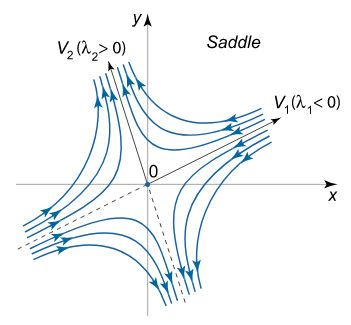 y
Saddle
V₂(λ₂> 0)
V₁(λ₁< 0)
0
x